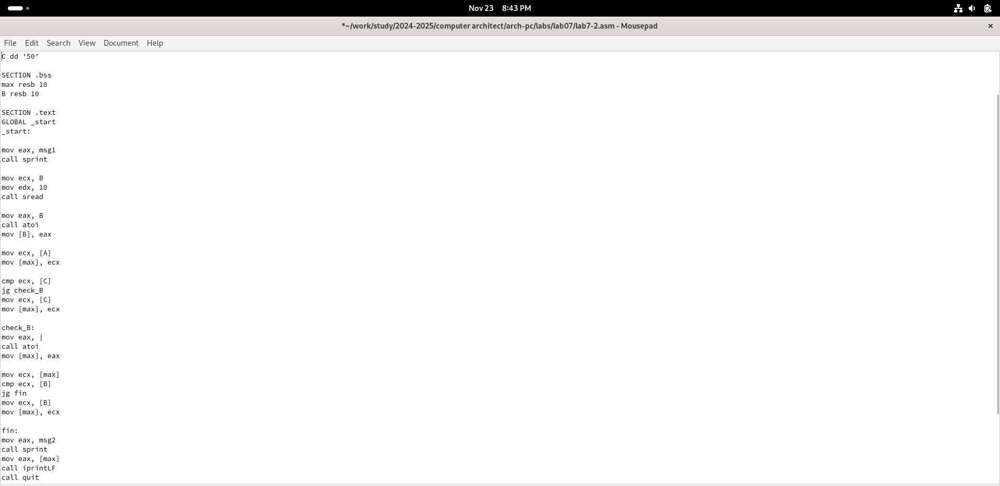 Nov 23 8:43 PM
*~/work/study/2024-2025/computer architect/arch-pc/labs/lab07/lab7-2.asm - Mousepad
File Edit Search View Document Help
C dd '50'
SECTION .bss
max resb 10
B resb 10
SECTION .text
GLOBAL _start
_start:
mov eax, msg1
call sprint
mov ecx, B
mov edx, 10
call sread
mov eax, B
call atoi
mov [B], eax
mov ecx, [A]
mov [max], ecx
cmp ecx, [C]
jg check_B
mov ecx, [C]
mov [max], ecx
check_B:
mov eax, |
call atoi
mov [max], eax
mov ecx, [max]
cmp ecx, [B]
jg fin
mov ecx, [B]
mov [max], ecx
fin:
mov eax, msg2
call sprint
mov eax, [max]
call iprintLF
call quit